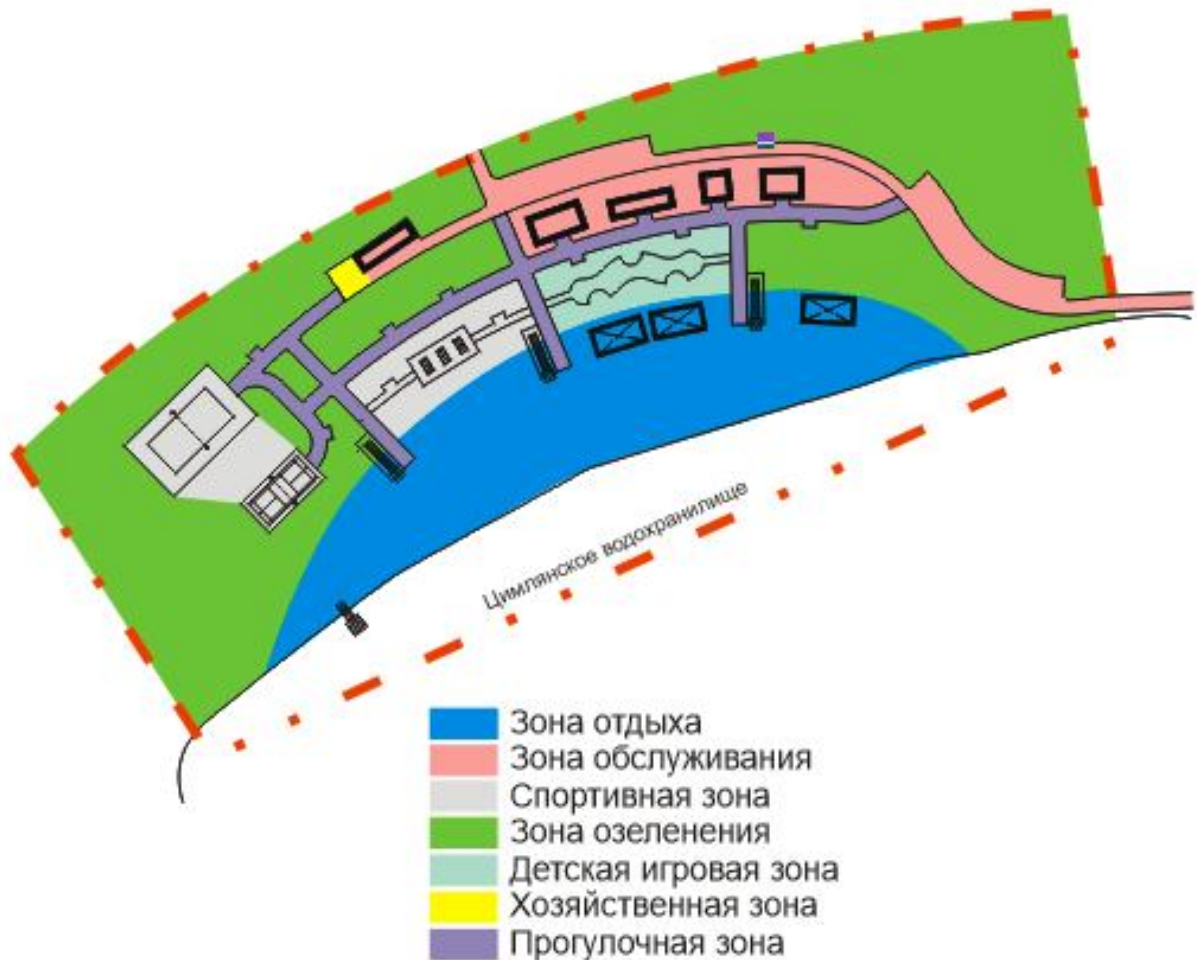 Цимлянское водохранилище
Зона отдыха
Зона обслуживания
Спортивная зона
Зона озеленения
Детская игровая зона
Хозяйственная зона
Прогулочная зона